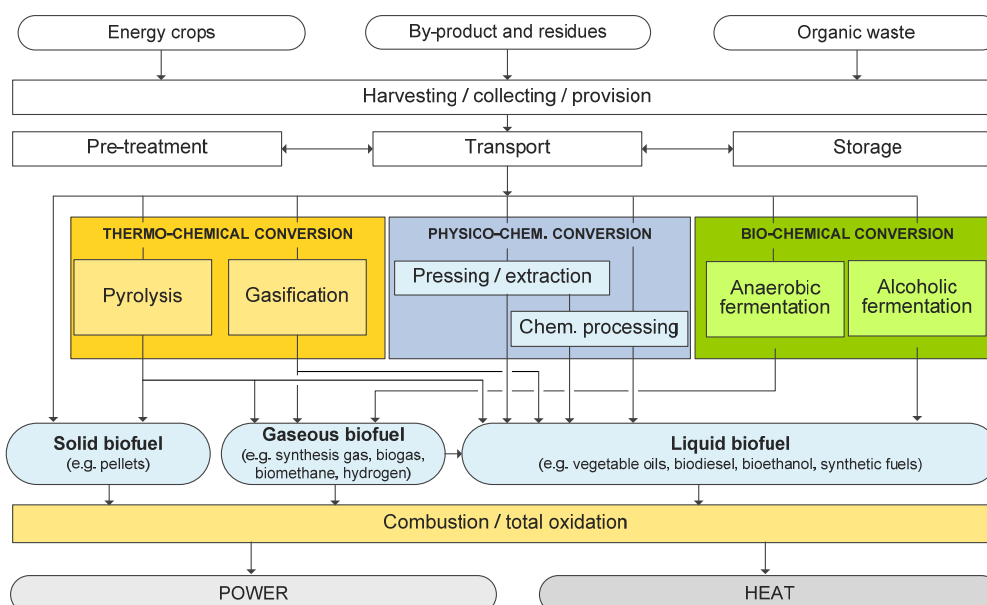 Energy crops
By-product and residues
Organic waste
Harvesting / collecting / provision
Pre-treatment
Transport
Storage
THERMO-CHEMICAL CONVERSION
PHYSICO-CHEM. CONVERSION
BIO-CHEMICAL CONVERSION
Pyrolysis
Gasification
Pressing / extraction
Chem. processing
Anaerobic
fermentation
Alcoholic
fermentation
Solid biofuel
(e.g. pellets)
Gaseous biofuel
(e.g. synthesis gas, biogas,
biomethane, hydrogen)
Liquid biofuel
(e.g. vegetable oils, biodiesel, bioethanol, synthetic fuels)
Combustion / total oxidation
POWER
HEAT